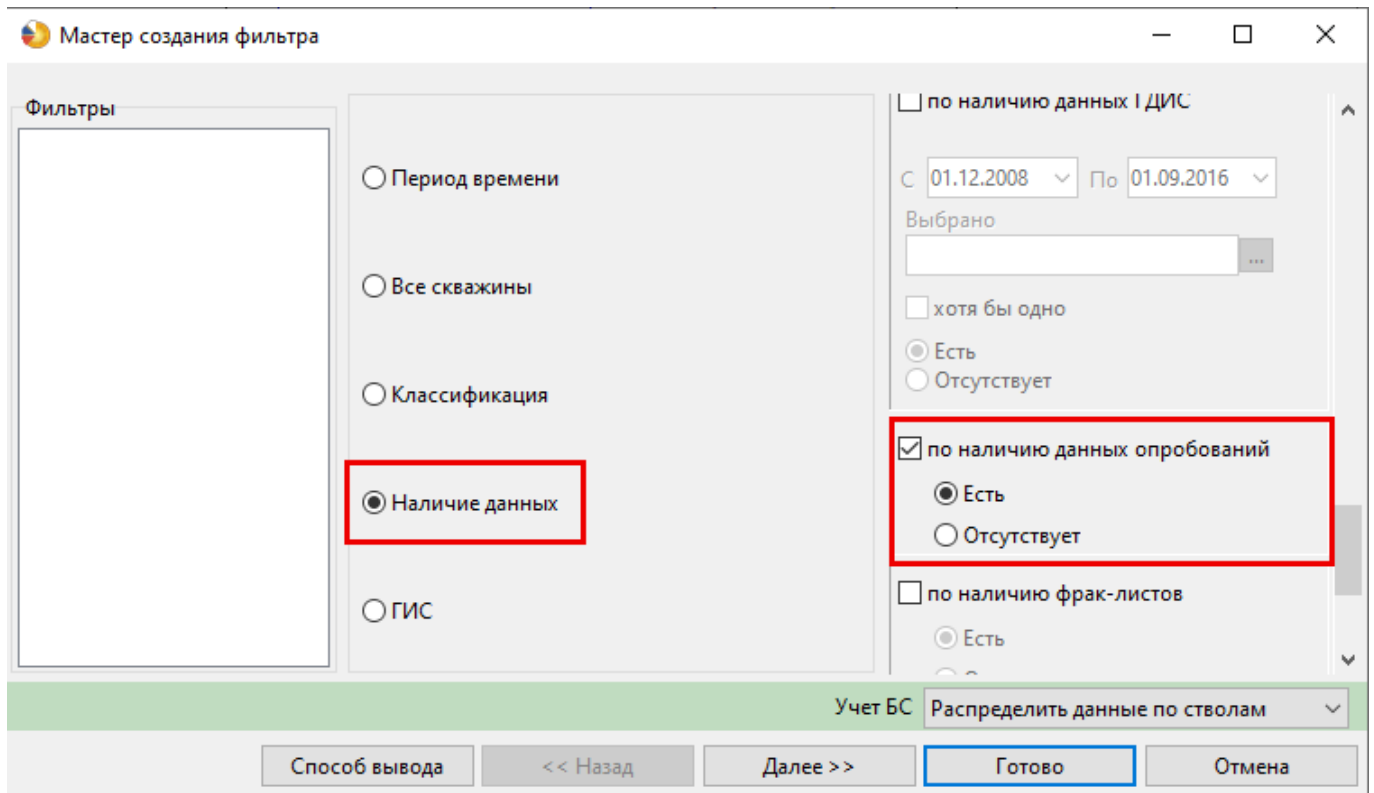 Мастер создания фильтра
Фильтры
Период времени
Все скважины
Классификация
Наличие данных
ГИС
по наличию данных ГДИС
С 01.12.2008 По 01.09.2016
Выбрано
...
хотя бы одно
Есть
Отсутствует
по наличию данных опробований
Есть
Отсутствует
по наличию фрак-листов
Есть
Учет БС Распределить данные по стволам
Способ вывода << Назад Далее >> Готово Отмена